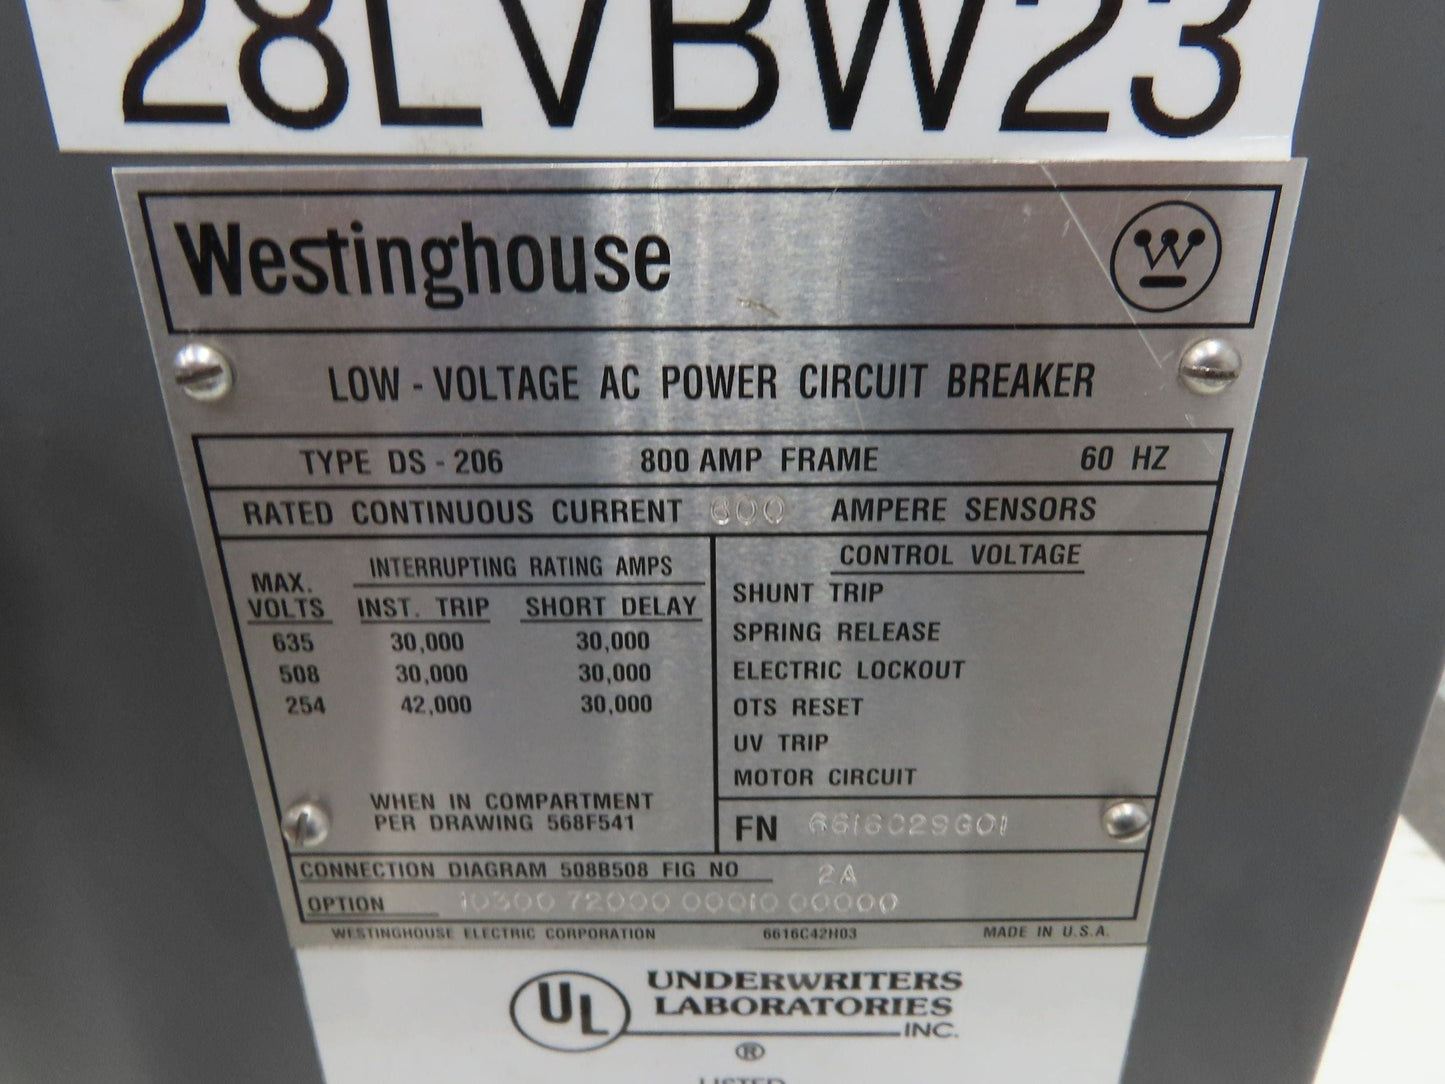 28LVBW23
Westinghouse
W
LOW - VOLTAGE AC POWER CIRCUIT BREAKER
TYPE DS - 206 800 AMP FRAME 60 HZ
RATED CONTINUOUS CURRENT 800 AMPERE SENSORS
INTERRUPTING RATING AMPS
MAX. VOLTS INST. TRIP SHORT DELAY
635 30,000 30,000
508 30,000 30,000
254 42,000 30,000
WHEN IN COMPARTMENT
PER DRAWING 568F541
CONTROL VOLTAGE
SHUNT TRIP
SPRING RELEASE
ELECTRIC LOCKOUT
OTS RESET
UV TRIP
MOTOR CIRCUIT
FN 6616029G01
CONNECTION DIAGRAM 508B508 FIG NO 2A
OPTION 10300 72000 00010 00000
WESTINGHOUSE ELECTRIC CORPORATION 6616C42H03 MADE IN U.S.A.
UL
UNDERWRITERS
LABORATORIES
INC.
®
LISTED